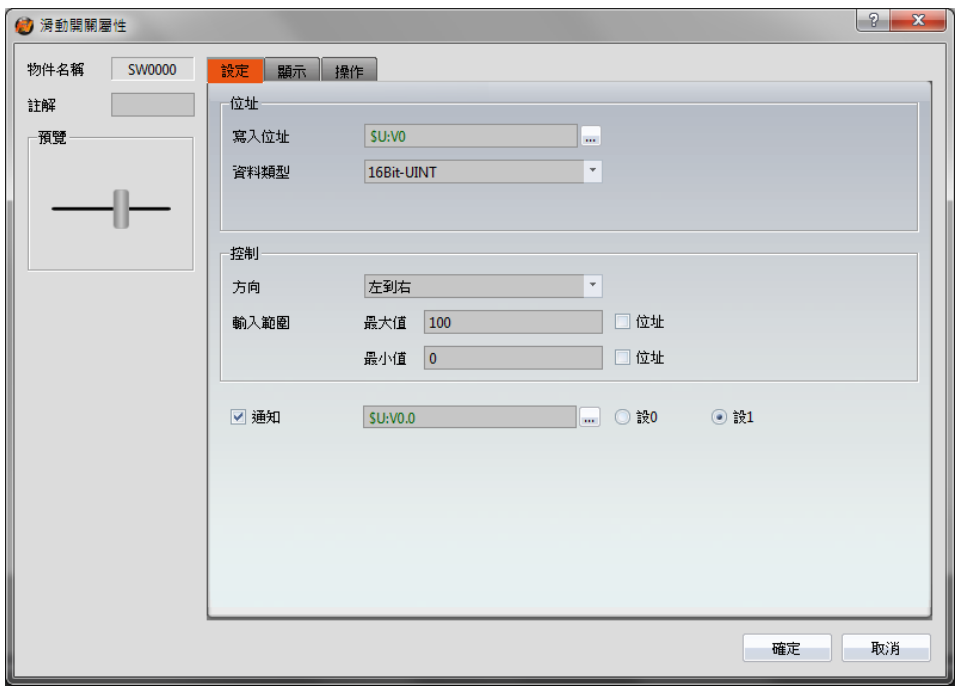 滑動開關屬性
物件名稱 SW0000
註解
預覽
設定 顯示 操作
位址
寫入位址 $U:V0 ...
資料類型 16Bit-UINT
控制
方向 左到右
輸入範圍 最大值 100 位址
最小值 0 位址
通知 $U:V0.0 ... 設0 設1
確定 取消